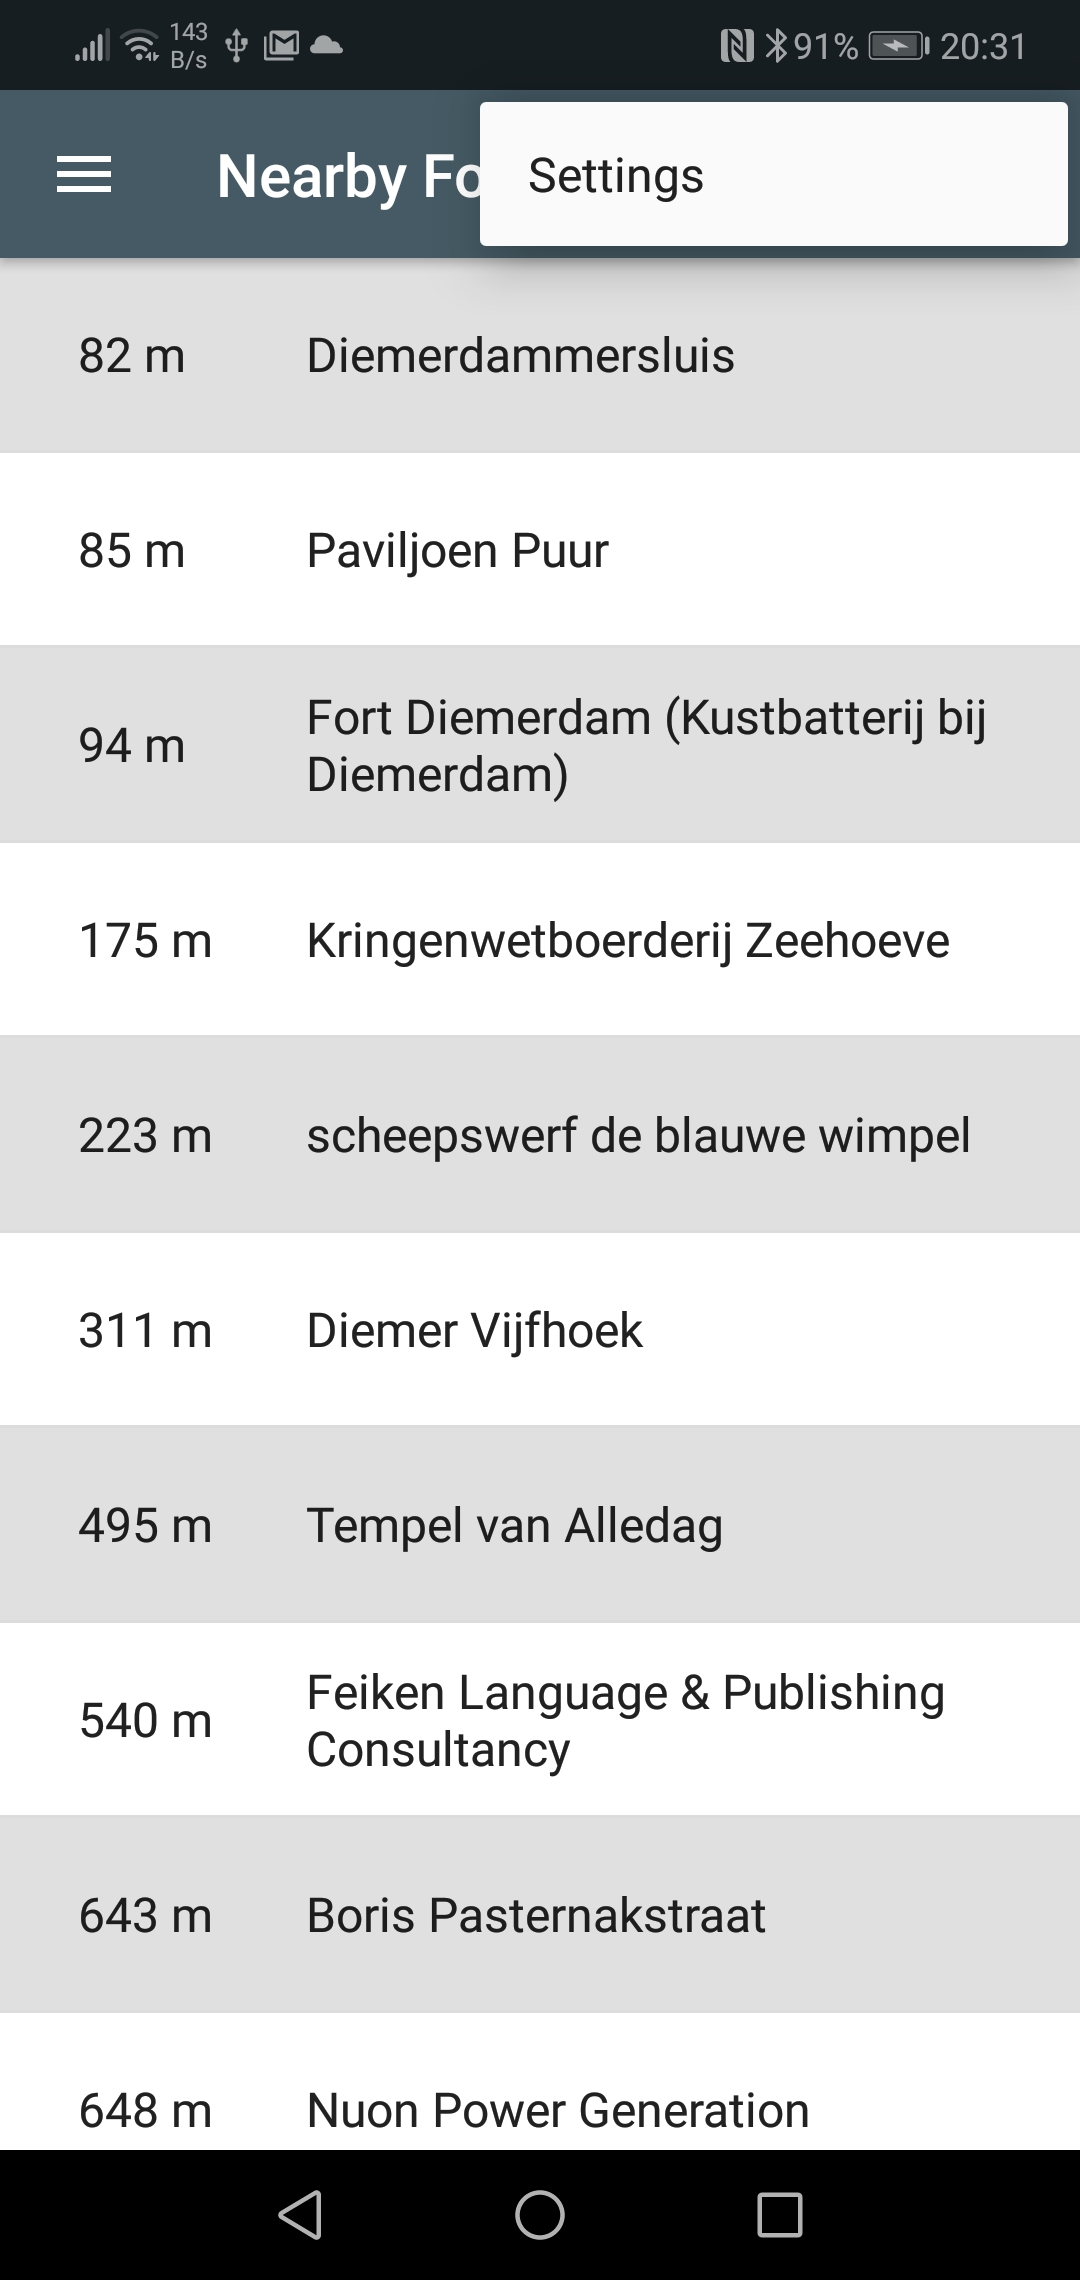 143
B/s
91%
20:31
Nearby Fo
Settings
82 m
Diemerdammersluis
85 m
Paviljoen Puur
94 m
Fort Diemerdam (Kustbatterij bij
Diemerdam)
175 m
Kringenwetboerderij Zeehoeve
223 m
scheepswerf de blauwe wimpel
311 m
Diemer Vijfhoek
495 m
Tempel van Alledag
540 m
Feiken Language & Publishing
Consultancy
643 m
Boris Pasternakstraat
648 m
Nuon Power Generation